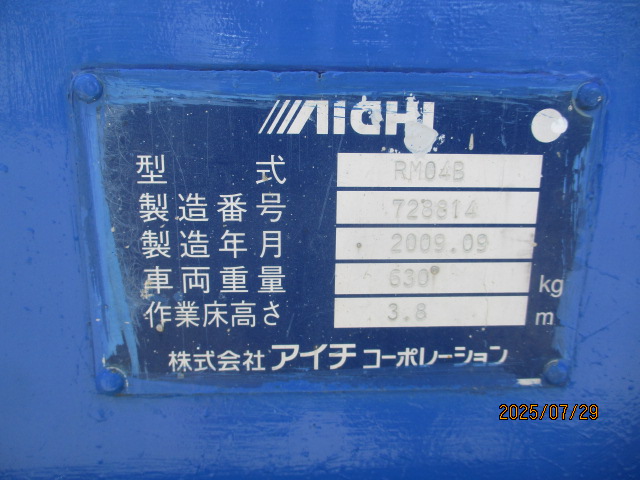 AICHI
型式 RM04B
製造番号 728814
製造年月 2009.09
車両重量 630 kg
作業床高さ 3.8 m
株式会社アイチコーポレーション
2025/07/29